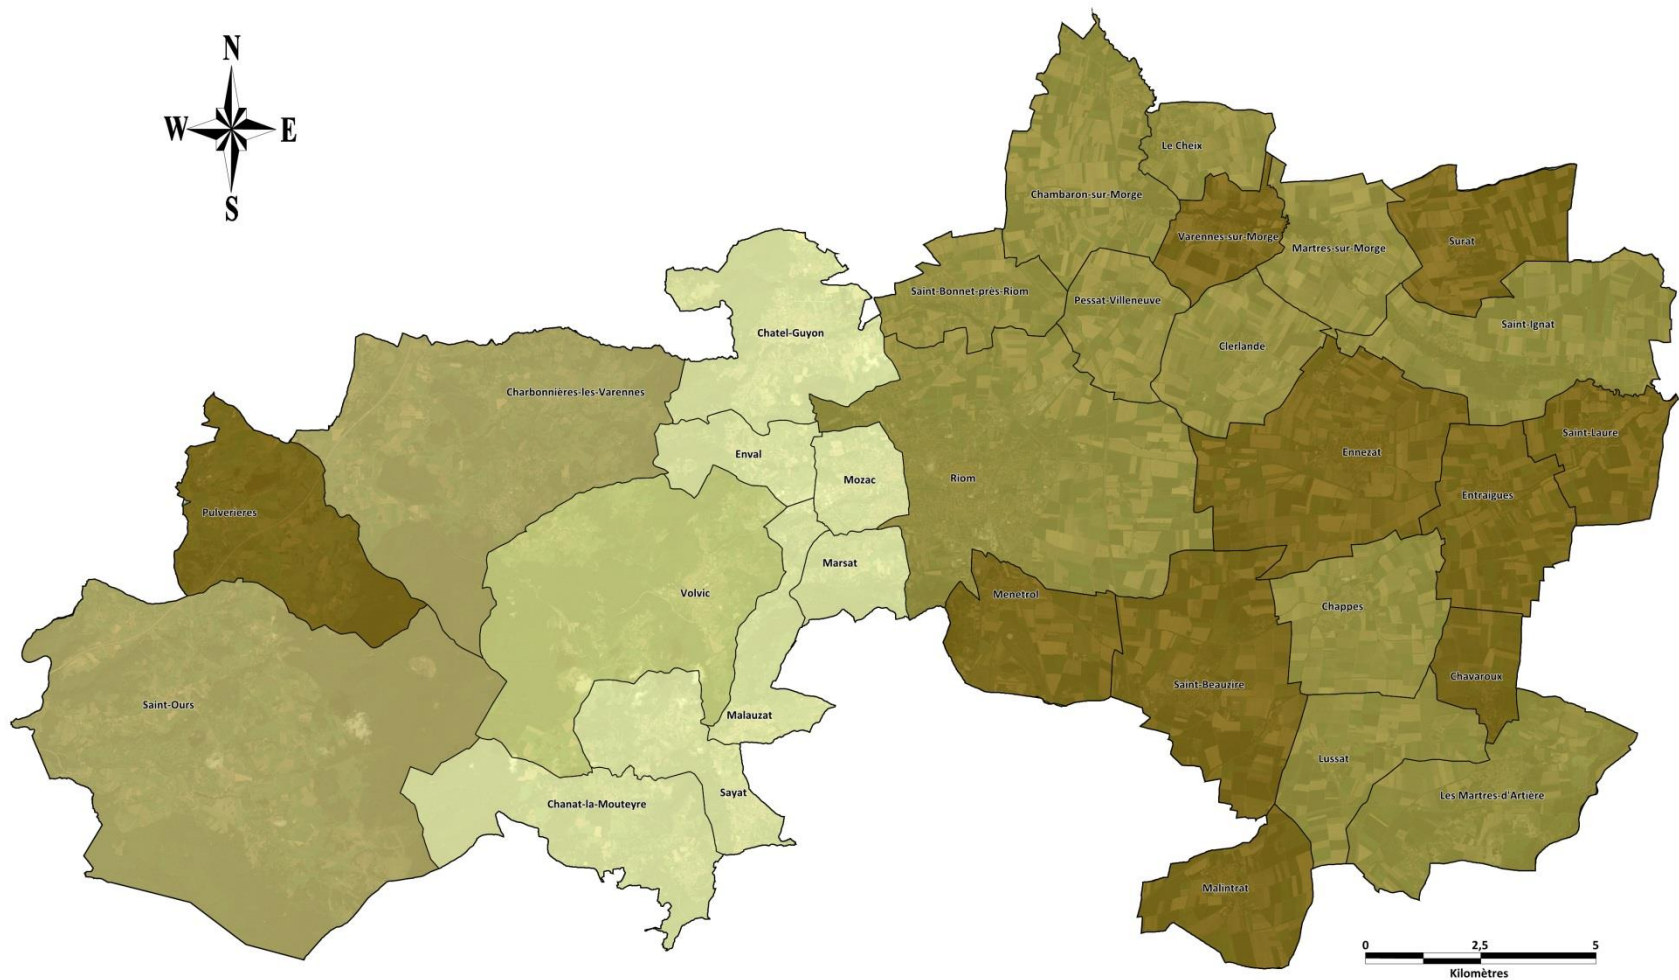 N
W E
S
Le Cheix
Chambaron-sur-Morge
Varennes-sur-Morge
Martres-sur-Morge
Surat
Saint-Bonnet-près-Riom
Pessat-Villeneuve
Saint-Ignat
Chatel-Guyon
Clerlande
Charbonnières-les-Varennes
Saint-Laure
Enval
Ennezat
Mozac
Riom
Entraigues
Pulverieres
Marsat
Volvic
Menetrol
Chappes
Chavaroux
Saint-Beauzire
Saint-Ours
Malauzat
Lussat
Sayat
Les Martres-d'Artière
Chanat-la-Mouteyre
Malintrat
0 2,5 5
Kilomètres